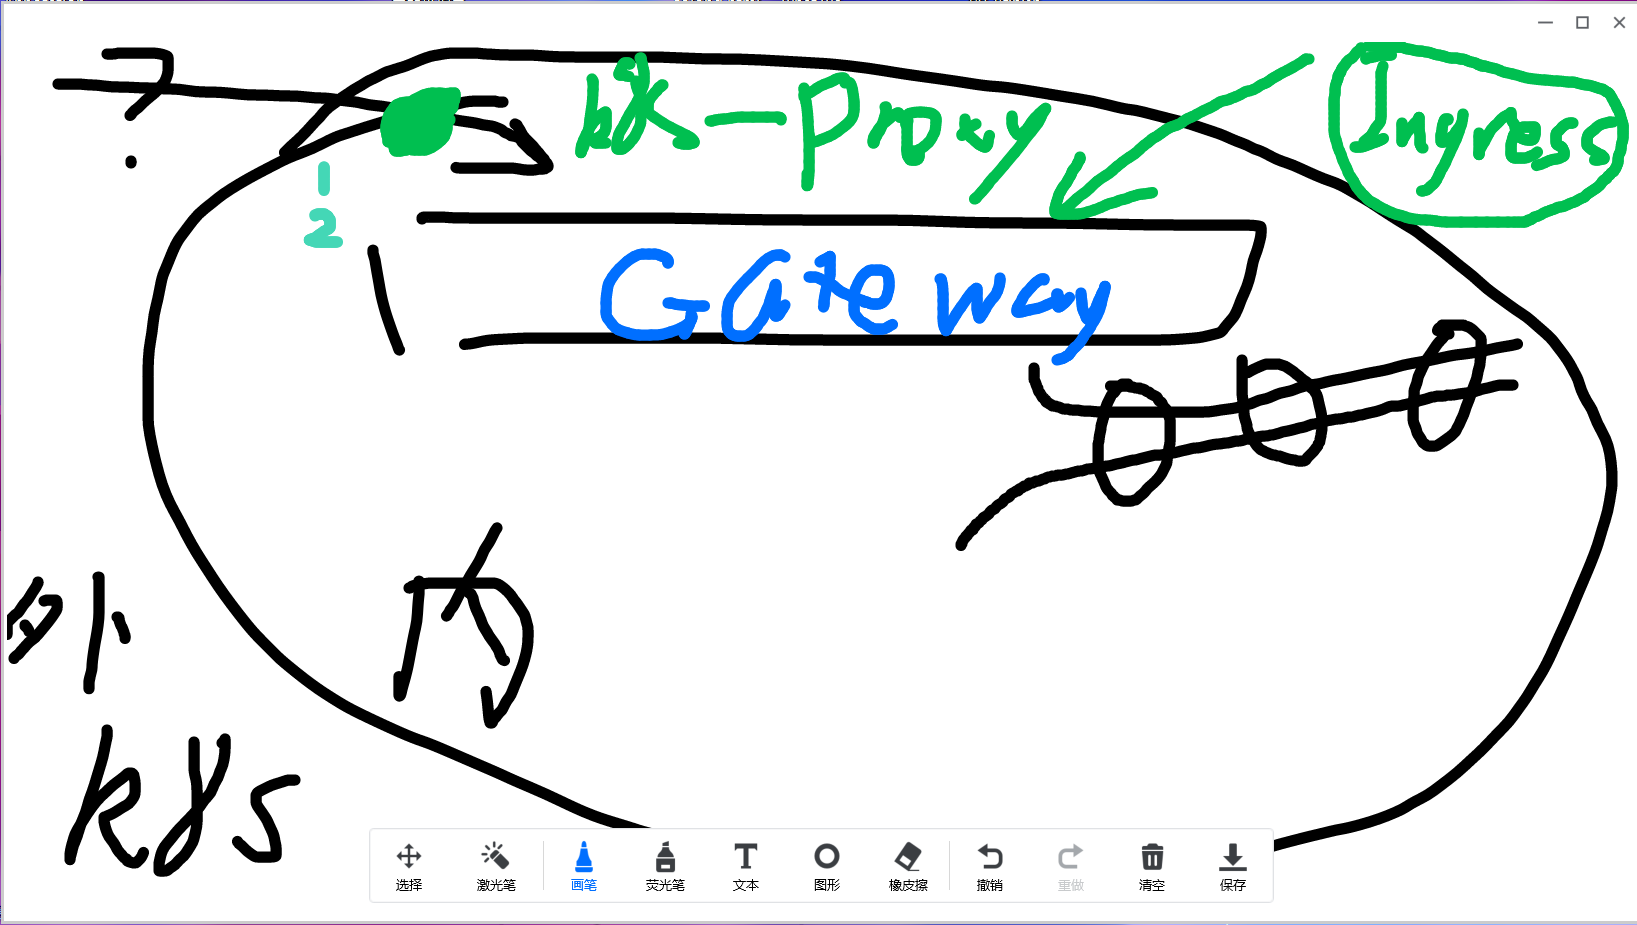 ?
k8s-Proxy
Ingress
1
2
Gateway
外
内
k8s
选择
激光笔
画笔
荧光笔
文本
图形
橡皮擦
撤销
重做
清空
保存